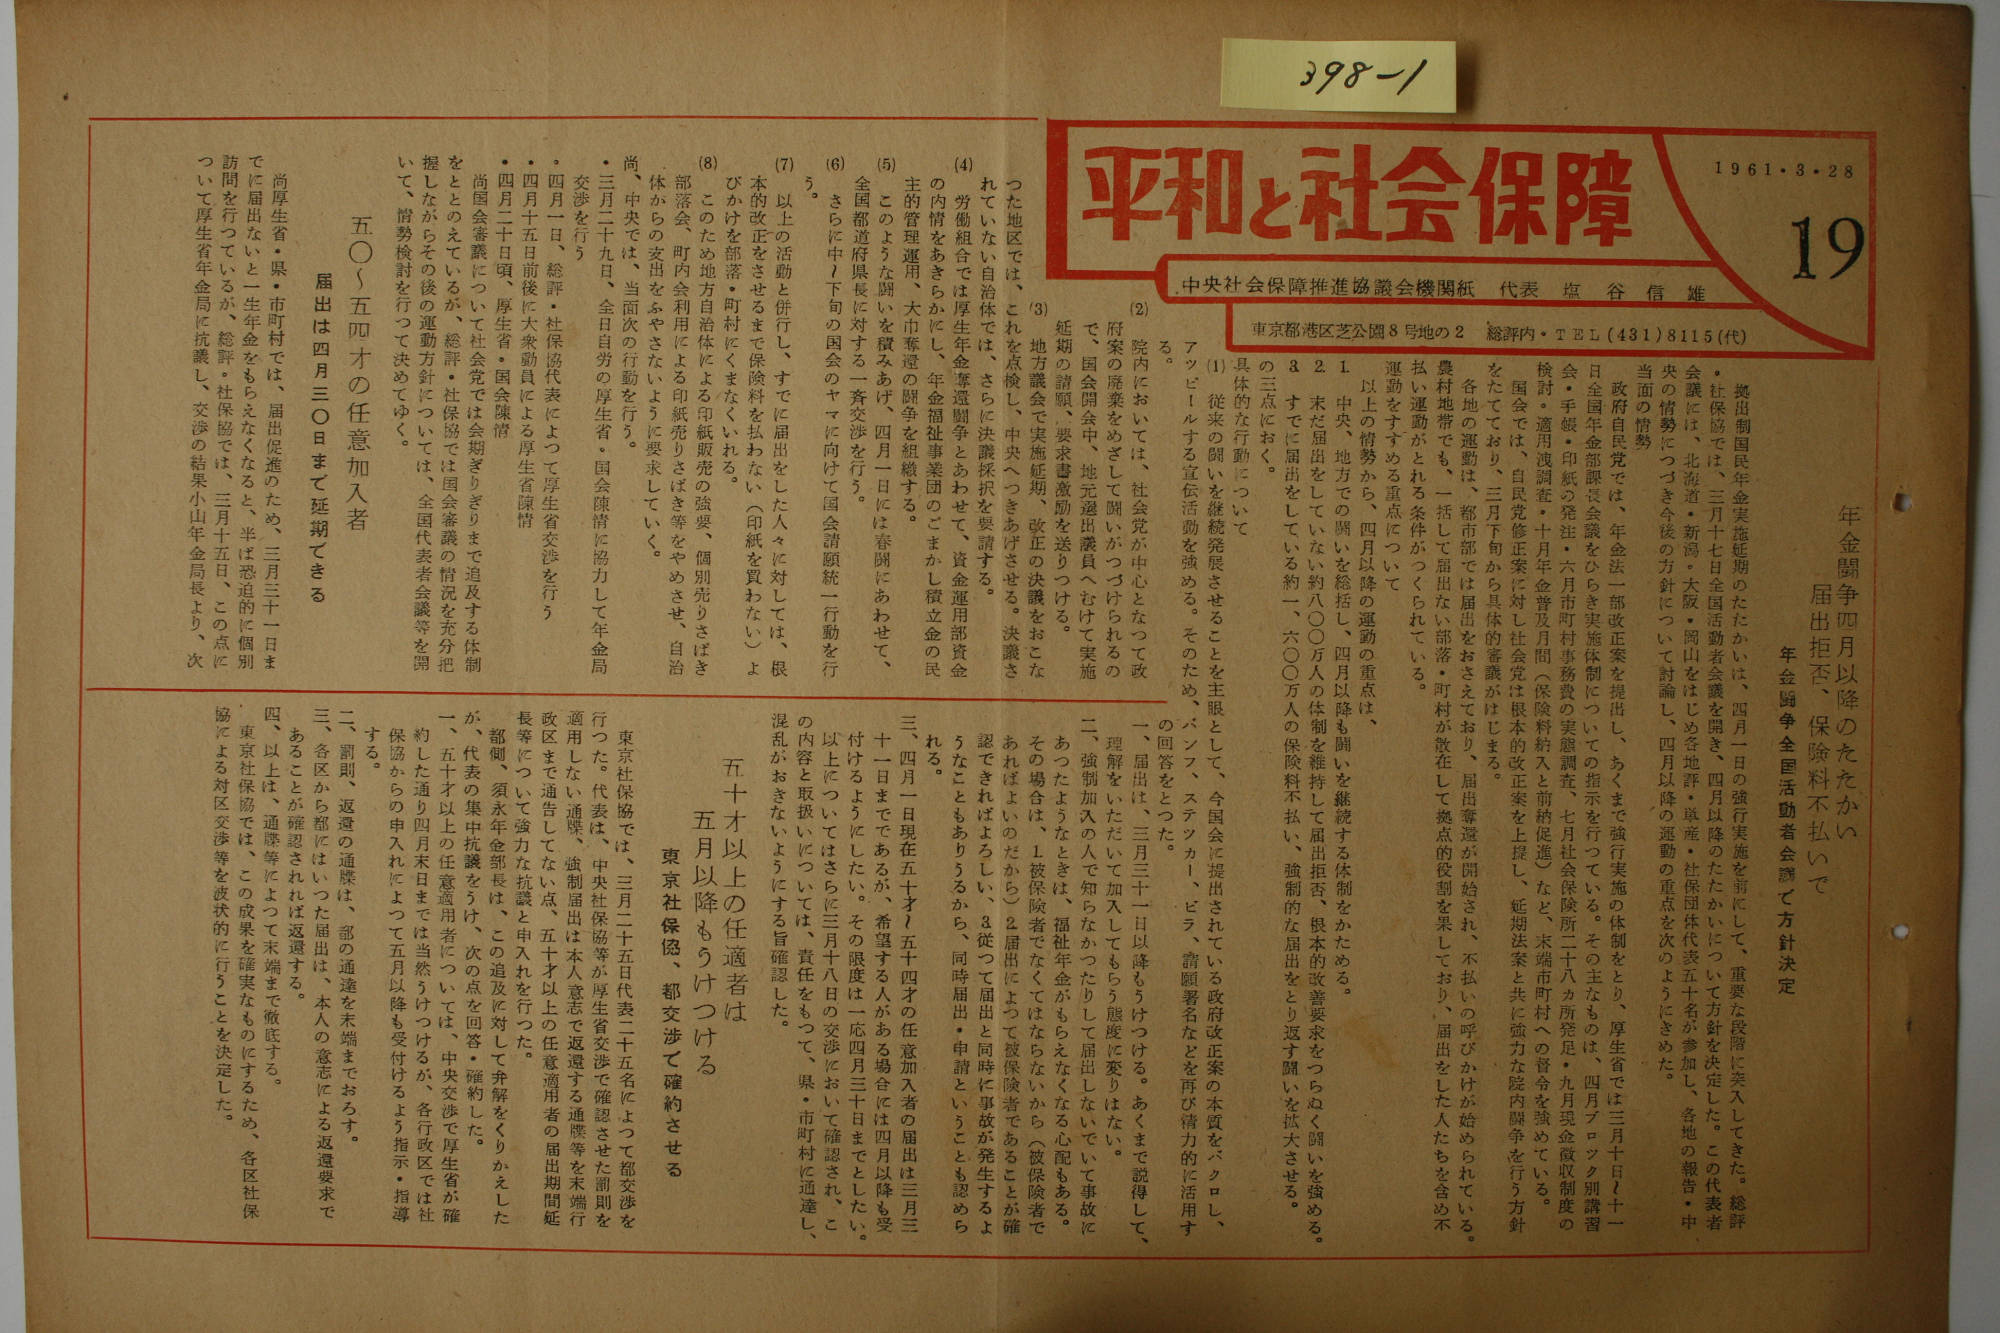 398-1
1961・3・28
19
平和と社会保障
中央社会保障推進協議会機関紙 代表 塩谷信雄
東京都港区芝公園8号地の2 総評内・TEL(431)8115(代)
年金闘争四月以降のたたかい
届出拒否、保険料不払いで
年金闘争全国活動者会議で方針決定
拠出制国民年金実施延期のたたかいは、四月一日の強行実施を前にして、重要な段階に突入してきた。総評
・社保協では、三月十七日全国活動者会議を開き、四月以降のたたかいについて方針を決定した。この代表者
会議には、北海道・新潟・大阪・岡山をはじめ各地評・単産・社保団体代表五十名が参加し、各地の報告・中
央の情勢につづき今後の方針について討論し、四月以降の運動の重点を次のようにきめた。
当面の情勢
政府自民党では、年金法一部改正案を提出し、あくまで強行実施の体制をとり、厚生省では三月十日〜十一
日全国年金部課長会議をひらき実施体制についての指示を行つている。その主なものは、四月ブロツク別講習
会・手帳・印紙の発注・六月市町村事務費の実態調査、七月社会保険所二十八ヵ所発足・九月現金徴収制度の
検討・適用洩調査・十月年金普及月間(保険料納入と前納促進)など、末端市町村への督令を強めている。
国会では、自民党修正案に対し社会党は根本的改正案を上提し、延期法案と共に強力な院内闘争を行う方針
をたてており、三月下旬から具体的審議がはじまる。
各地の運動は、都市部では届出をおさえており、届出奪還が開始され、不払いの呼びかけが始められている。
農村地帯でも、一括して届出ない部落・町村が散在して拠点的役割を果しており、届出をした人たちを含め不
払い運動がとれる条件がつくられている。
運動をすすめる重点について
以上の情勢から、四月以降の運動の重点は、
1. 中央、地方での闘いを総括し、四月以降も闘いを継続する体制をかためる。
2. 末だ届出をしていない約八〇〇万人の体制を維持して届出拒否、根本的改善要求をつらぬく闘いを強める。
3. すでに届出をしている約一、六〇〇万人の保険料不払い、強制的な届出をとり返す闘いを拡大させる。
の三点におく。
具体的な行動について
(1) 従来の闘いを継続発展させることを主眼として、今国会に提出されている政府改正案の本質をバクロし、
アッピールする宣伝活動を強める。そのため、パンフ、ステツカー、ビラ、請願署名などを再び精力的に活用す
る。
(2) 院内においては、社会党が中心となつて政
府案の廃棄をめざして闘いがつづけられるの
で、国会開会中、地元選出議員へむけて実施
延期の請願、要求書激励を送りつける。
(3) 地方議会で実施延期、改正の決議をおこな
つた地区では、これを点検し、中央へつきあげさせる。決議さ
れていない自治体では、さらに決議採択を要請する。
(4) 労働組合では厚生年金奪還闘争とあわせて、資金運用部資金
の内情をあきらかにし、年金福祉事業団のごまかし積立金の民
主的管理運用、大巾奪還の闘争を組織する。
(5) このような闘いを積みあげ、四月一日には春闘にあわせて、
全国都道府県長に対する一斉交渉を行う。
(6) さらに中〜下旬の国会のヤマに向けて国会請願統一行動を行
う。
(7) 以上の活動と併行し、すでに届出をした人々に対しては、根
本的改正をさせるまで保険料を払わない(印紙を買わない)よ
びかけを部落・町村にくまなくいれる。
(8) このため地方自治体による印紙販売の強要、個別売りさばき
部落会、町内会利用による印紙売りさばき等をやめさせ、自治
体からの支出をふやさないように要求していく。
尚、中央では、当面次の行動を行う。
・三月二十九日、全日自労の厚生省・国会陳情に協力して年金局
交渉を行う
・四月一日、総評・社保協代表によつて厚生省交渉を行う
・四月十五日前後に大衆動員による厚生省陳情
・四月二十日頃、厚生省・国会陳情
尚国会審議について社会党では会期ぎりぎりまで追及する体制
をととのえているが、総評・社保協では国会審議の情況を充分把
握しながらその後の運動方針については、全国代表者会議等を開
いて、情勢検討を行つて決めてゆく。
五〇〜五四才の任意加入者
届出は四月三〇日まで延期できる
尚厚生省・県・市町村では、届出促進のため、三月三十一日ま
でに届出ないと一生年金をもらえなくなると、半ば恐迫的に個別
訪問を行つているが、総評・社保協では、三月十五日、この点に
ついて厚生省年金局に抗議し、交渉の結果小山年金局長より、次
の回答をとつた。
一、届出は、三月三十一日以降もうけつける。あくまで説得して、
理解をいただいて加入してもらう態度に変りはない。
二、強制加入の人で知らなかつたりして届出しないでいて事故に
あつたようなときは、福祉年金がもらえなくなる心配もある。
その場合は、1.被保険者でなくてはならないから(被保険者で
あればよいのだから)2.届出によつて被保険者であることが確
認できればよろしい、3.従つて届出と同時に事故が発生するよ
うなこともありうるから、同時届出・申請ということも認めら
れる。
三、四月一日現在五十才〜五十四才の任意加入者の届出は三月三
十一日までであるが、希望する人がある場合には四月以降も受
付けるようにしたい。その限度は一応四月三十日までとしたい。
以上についてはさらに三月十八日の交渉において確認され、こ
の内容と取扱いについては、責任をもつて、県・市町村に通達し、
混乱がおきないようにする旨確認した。
五十才以上の任適者は
五月以降もうけつける
東京社保協、都交渉で確約させる
東京社保協では、三月二十五日代表二十五名によつて都交渉を
行つた。代表は、中央社保協等が厚生省交渉で確認させた罰則を
適用しない通牒、強制届出は本人意志で返還する通牒等を末端行
政区まで通告してない点、五十才以上の任意適用者の届出期間延
長等について強力な抗議と申入れを行つた。
都側、須永年金部長は、この追及に対して弁解をくりかえした
が、代表の集中抗議をうけ、次の点を回答・確約した。
一、五十才以上の任意適用者については、中央交渉で厚生省が確
約した通り四月末日までは当然うけつけるが、各行政区では社
保協からの申入れによつて五月以降も受付けるよう指示・指導
する。
二、罰則、返還の通牒は、部の通達を末端までおろす。
三、各区から都にはいつた届出は、本人の意志による返還要求で
あることが確認されれば返還する。
四、以上は、通牒等によつて末端まで徹底する。
東京社保協では、この成果を確実なものにするため、各区社保
協による対区交渉等を波状的に行うことを決定した。